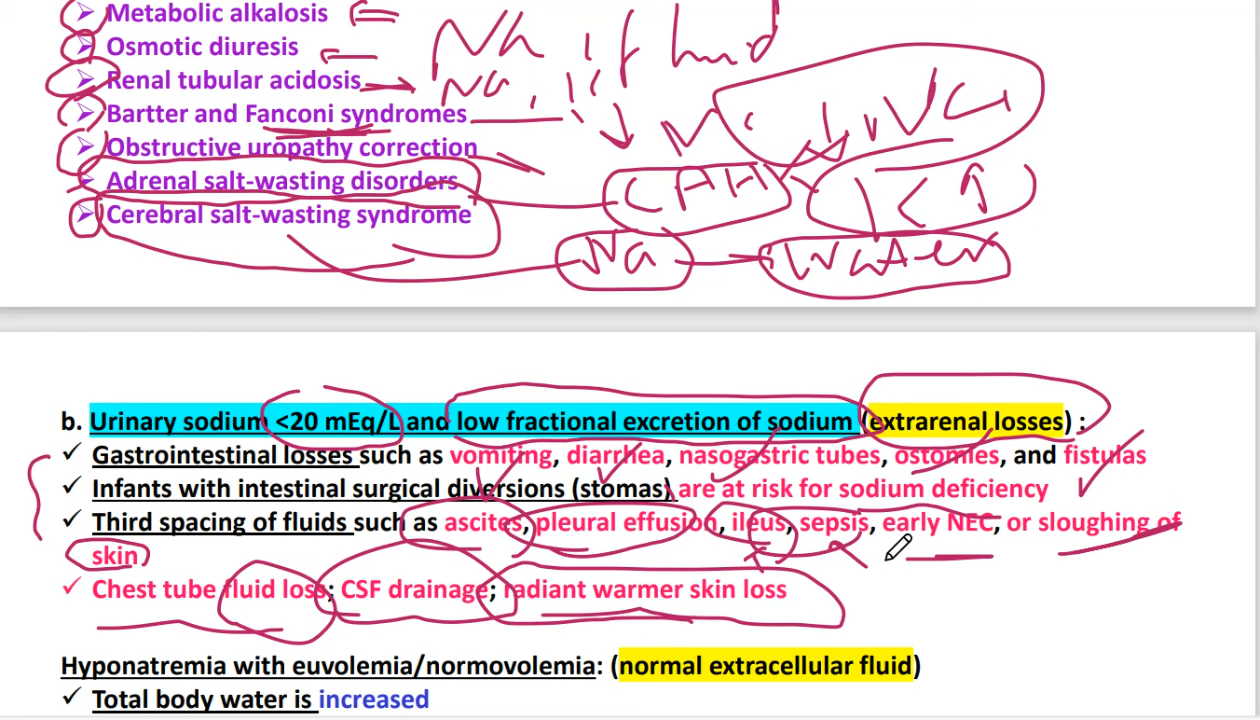 ➤ Metabolic alkalosis
➤ Osmotic diuresis
➤ Renal tubular acidosis
➤ Bartter and Fanconi syndromes
➤ Obstructive uropathy correction
➤ Adrenal salt-wasting disorders
➤ Cerebral salt-wasting syndrome
Na
Na
CAH
K ↑
Na
Water
b. Urinary sodium <20 mEq/L and low fractional excretion of sodium (extrarenal losses) :
✓ Gastrointestinal losses such as vomiting, diarrhea, nasogastric tubes, ostomies, and fistulas
✓ Infants with intestinal surgical diversions (stomas) are at risk for sodium deficiency
✓ Third spacing of fluids such as ascites, pleural effusion, ileus, sepsis, early NEC, or sloughing of
skin
✓ Chest tube fluid loss; CSF drainage; radiant warmer skin loss
Hyponatremia with euvolemia/normovolemia: (normal extracellular fluid)
✓ Total body water is increased